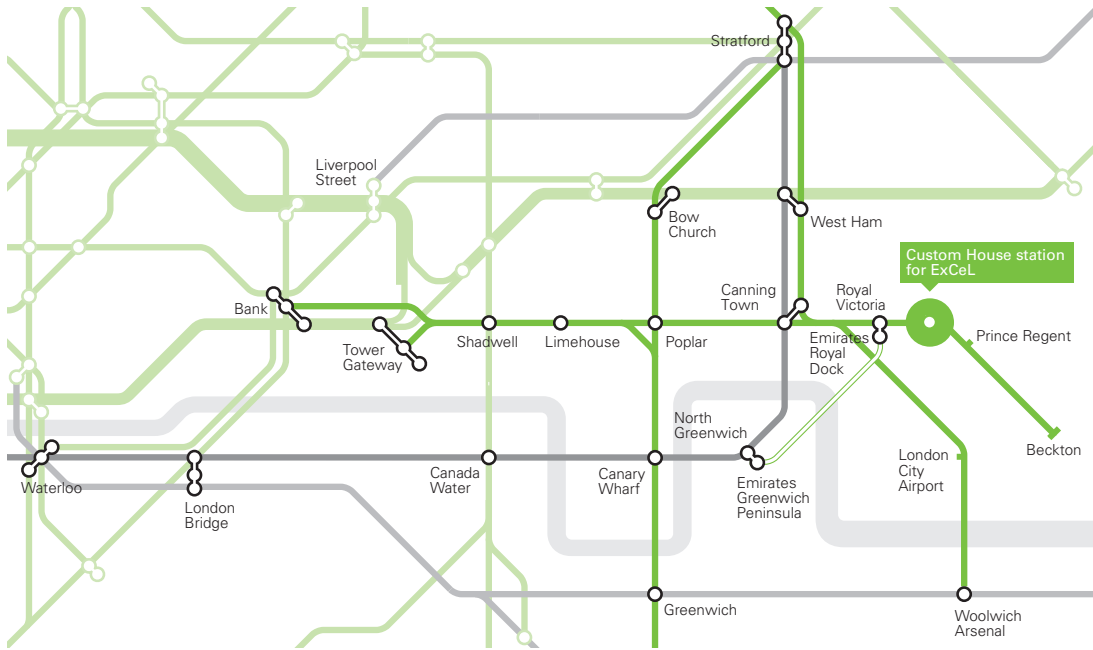 Stratford
Liverpool
Street
Bow
Church
West Ham
Custom House station
for ExCeL
Bank
Canning
Town
Royal
Victoria
Tower
Gateway
Shadwell
Limehouse
Poplar
Emirates
Royal
Dock
Prince Regent
North
Greenwich
Waterloo
London
Bridge
Canada
Water
Canary
Wharf
Emirates
Greenwich
Peninsula
London
City
Airport
Beckton
Greenwich
Woolwich
Arsenal